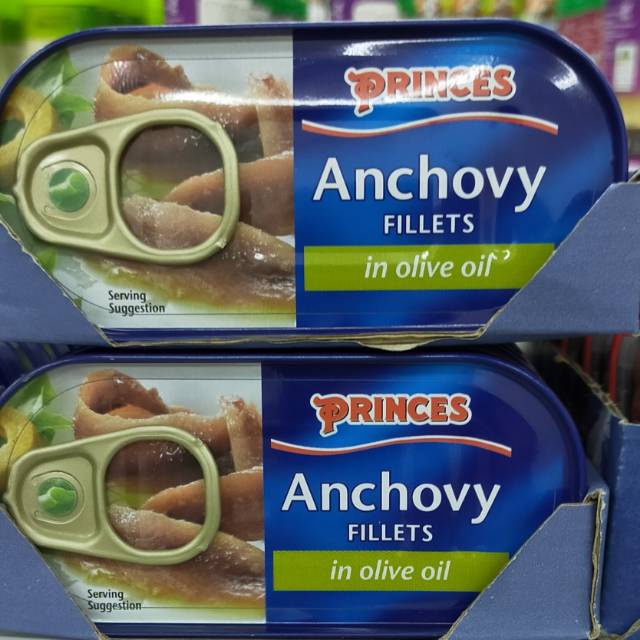 PRINCES
Anchovy
FILLETS
in olive oil
Serving
Suggestion
PRINCES
Anchovy
FILLETS
in olive oil
Serving
Suggestion